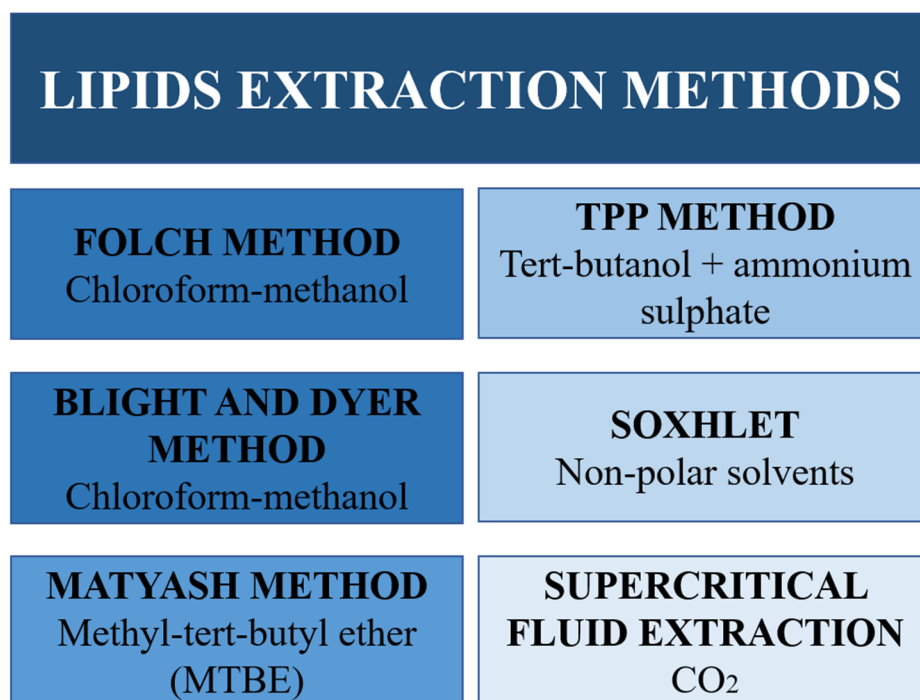 LIPIDS EXTRACTION METHODS
FOLCH METHOD
Chloroform-methanol
TPP METHOD
Tert-butanol + ammonium
sulphate
BLIGHT AND DYER
METHOD
Chloroform-methanol
SOXHLET
Non-polar solvents
MATYASH METHOD
Methyl-tert-butyl ether
(MTBE)
SUPERCRITICAL
FLUID EXTRACTION
CO₂